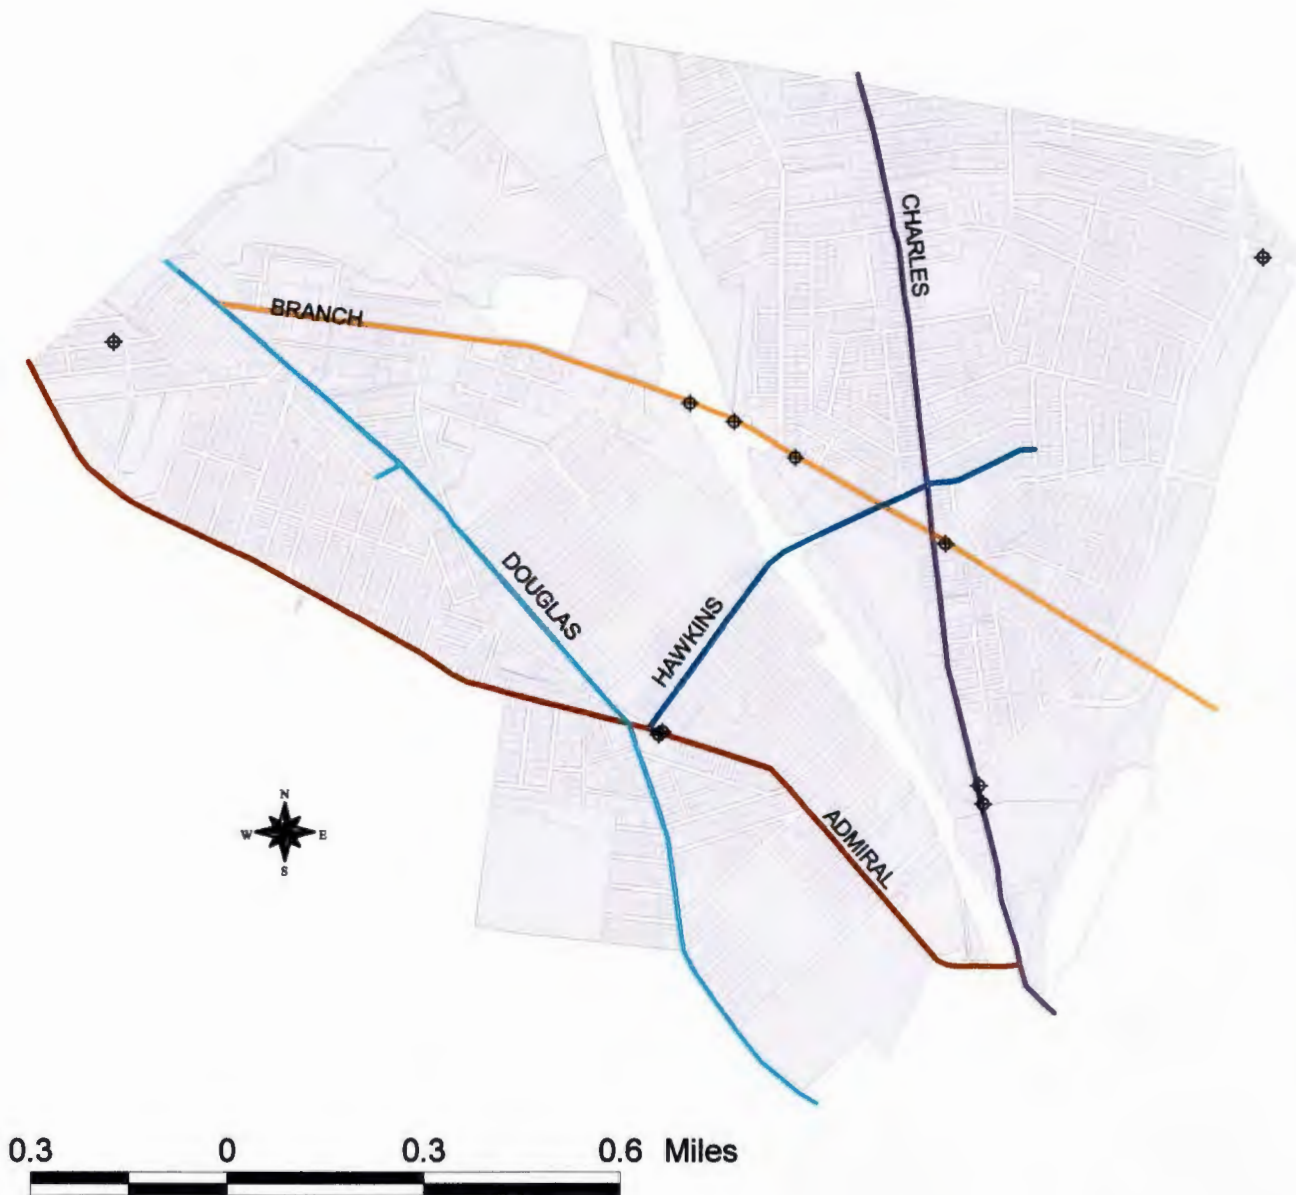 CHARLES
BRANCH
DOUGLAS
HAWKINS
ADMIRAL
N
W E
S
0.3 0 0.3 0.6 Miles